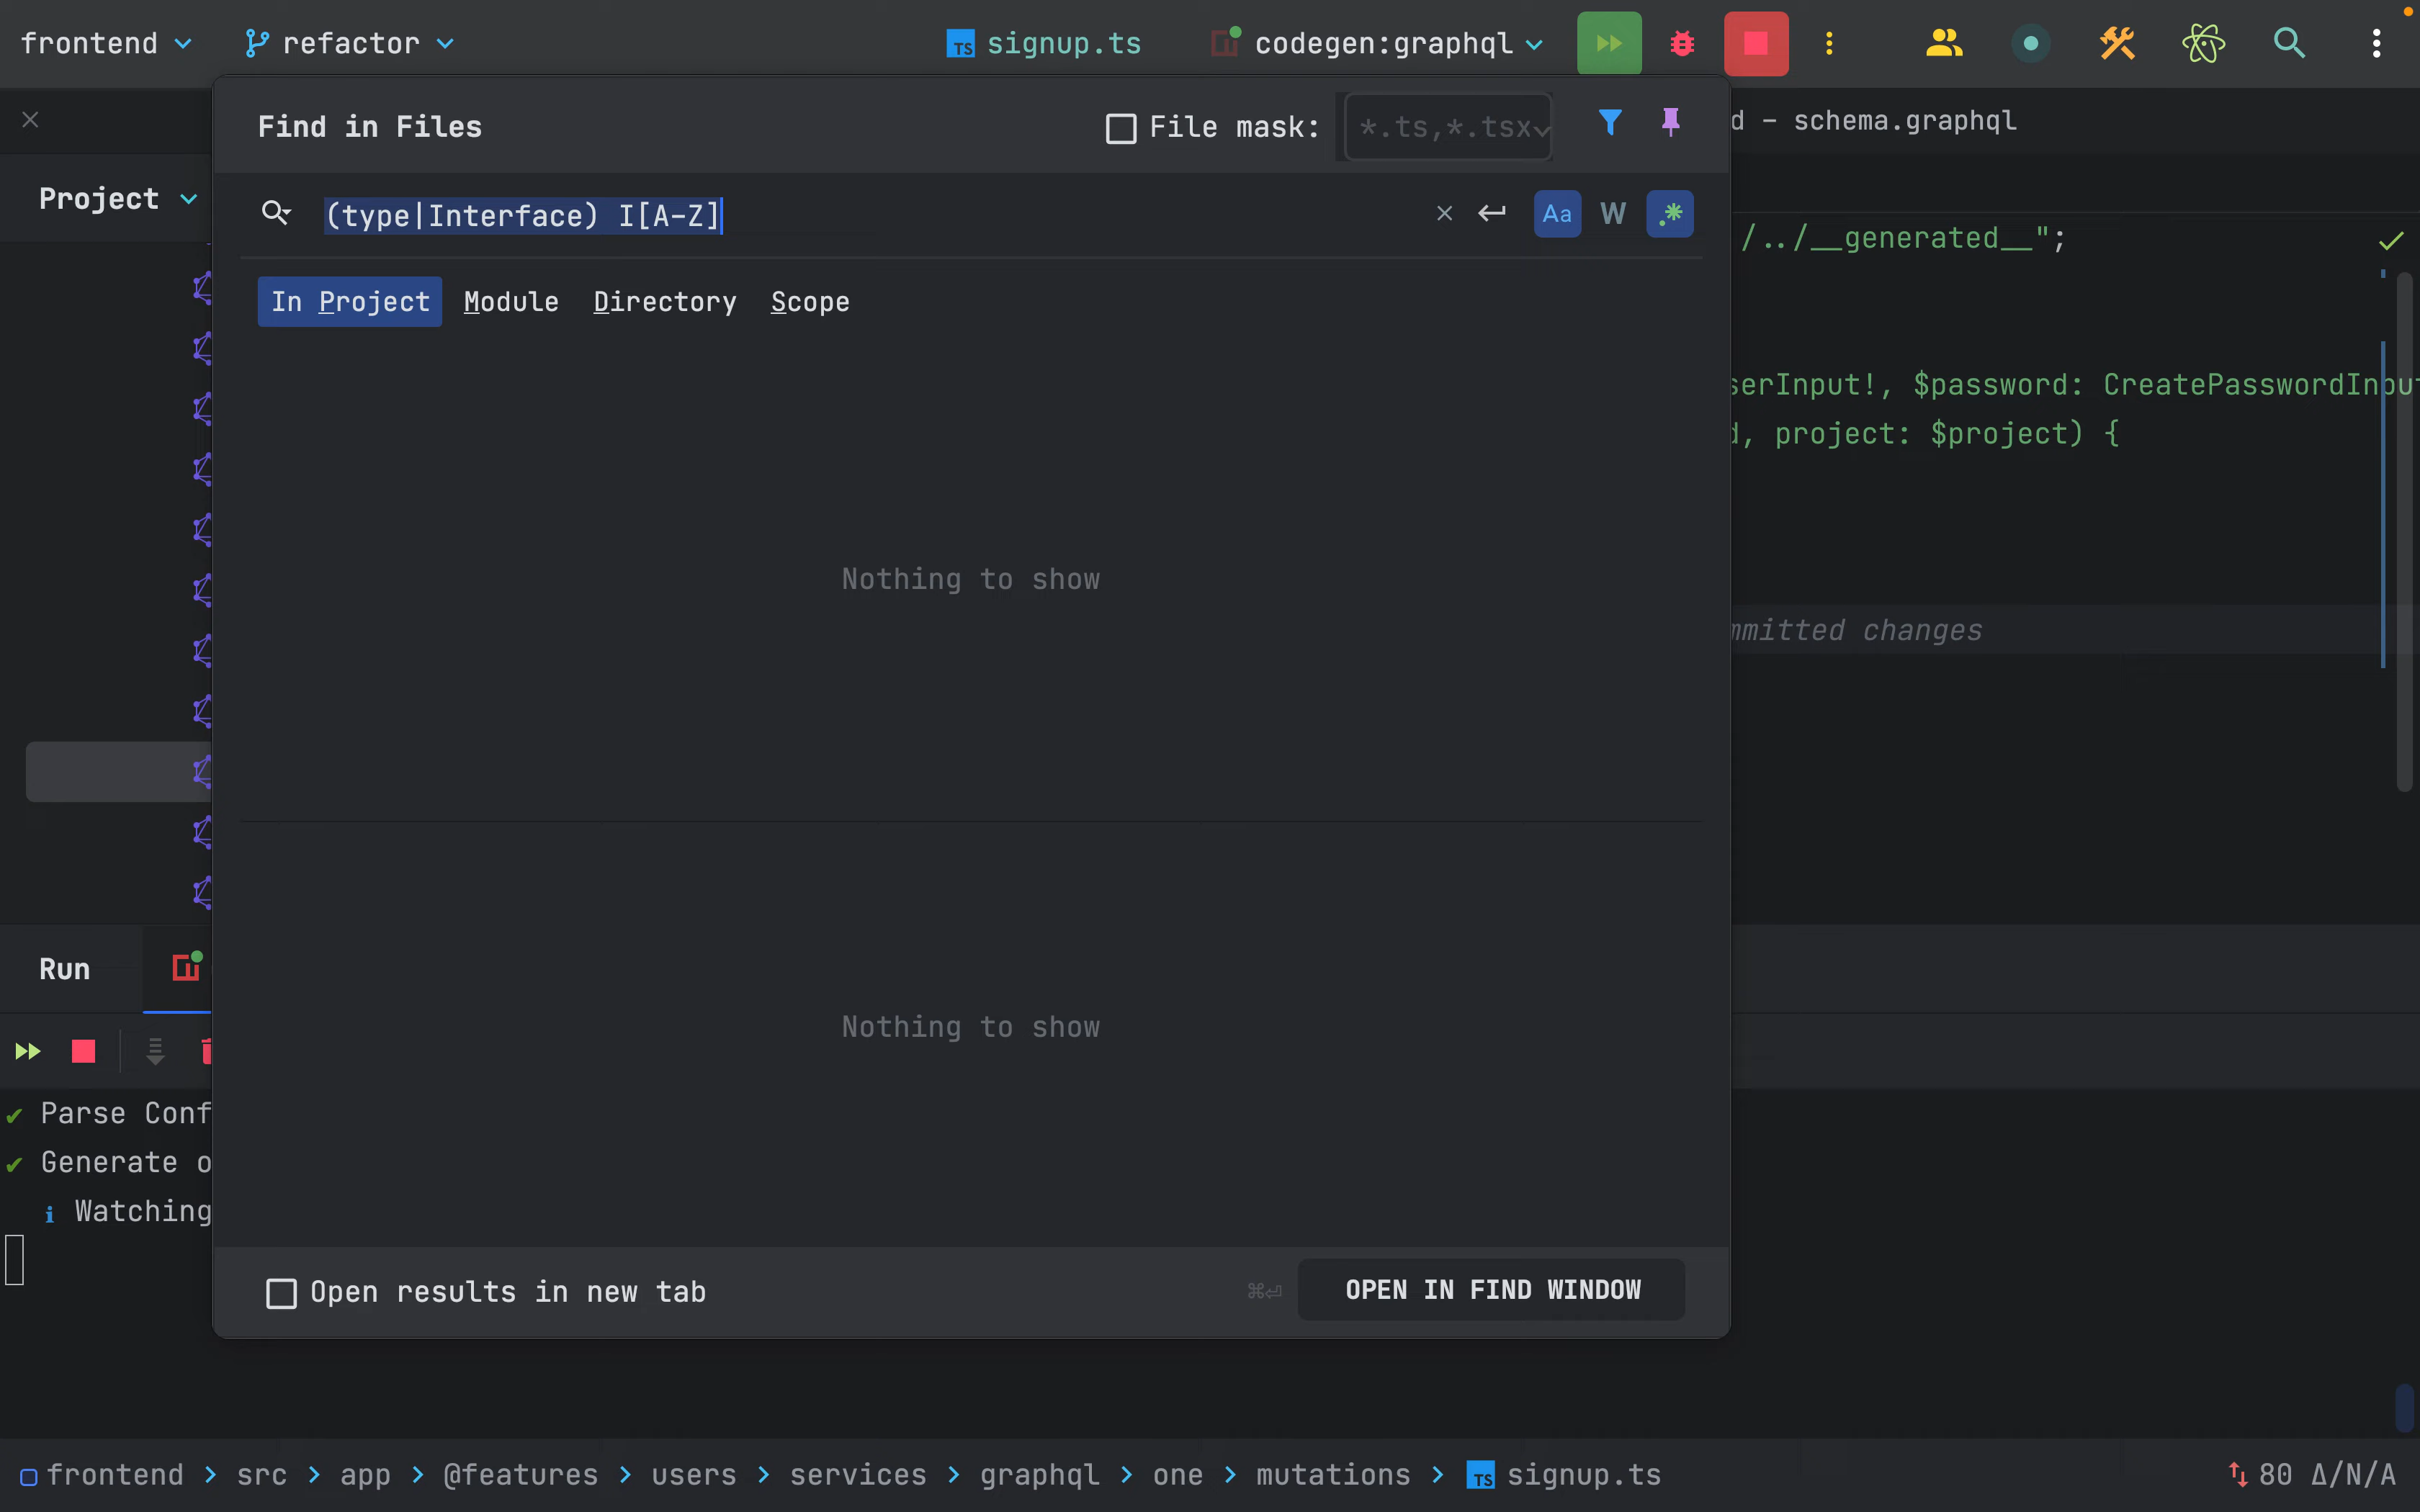 frontend refactor TS signup.ts codegen:graphql
Find in Files File mask: *.ts,*.tsx
d – schema.graphql
Project
(type|Interface) I[A-Z] Aa W .*
/../__generated__";
In Project Module Directory Scope
serInput!, $password: CreatePasswordInput
d, project: $project) {
Nothing to show
mmitted changes
Run
Nothing to show
✔ Parse Conf
✔ Generate o
i Watching
Open results in new tab ⌘⏎ OPEN IN FIND WINDOW
frontend > src > app > @features > users > services > graphql > one > mutations > TS signup.ts 80 Δ/N/A